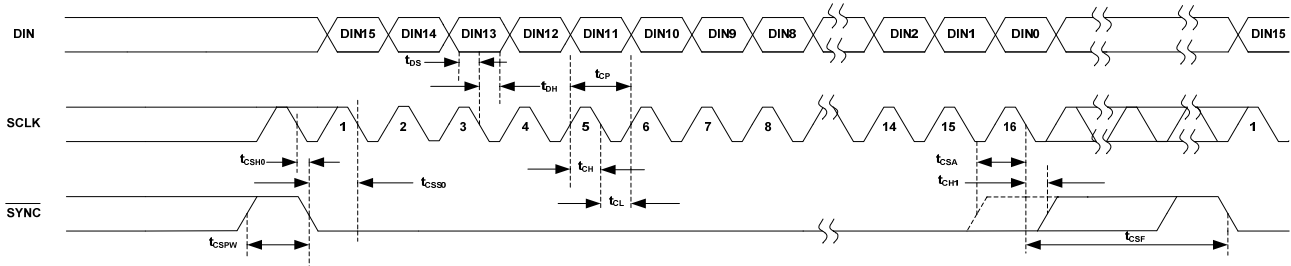 DIN DIN15 DIN14 DIN13 DIN12 DIN11 DIN10 DIN9 DIN8 DIN2 DIN1 DIN0 DIN15
tDS tDH tCP
SCLK 1 2 3 4 5 6 7 8 14 15 16 1
tCSH0 tCSS0 tCH tCL tCSA tCH1
SYNC
tCSPW tCSF